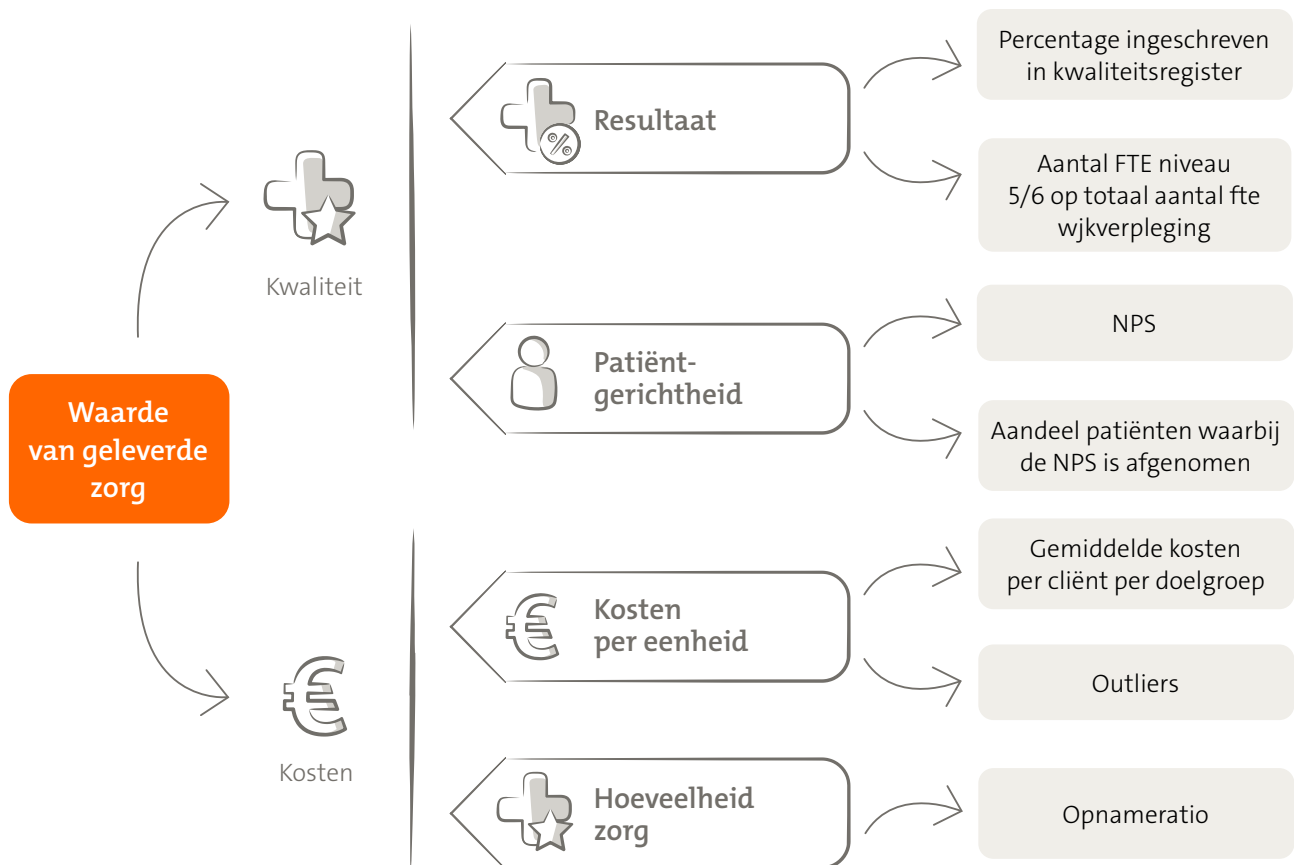 Waarde
van geleverde
zorg
Kwaliteit
Resultaat
Percentage ingeschreven
in kwaliteitsregister
Aantal FTE niveau
5/6 op totaal aantal fte
wjkverpleging
Patiënt-
gerichtheid
NPS
Aandeel patiënten waarbij
de NPS is afgenomen
€
Kosten
€
Kosten
per eenheid
Gemiddelde kosten
per cliënt per doelgroep
Outliers
Hoeveelheid
zorg
Opnameratio
%